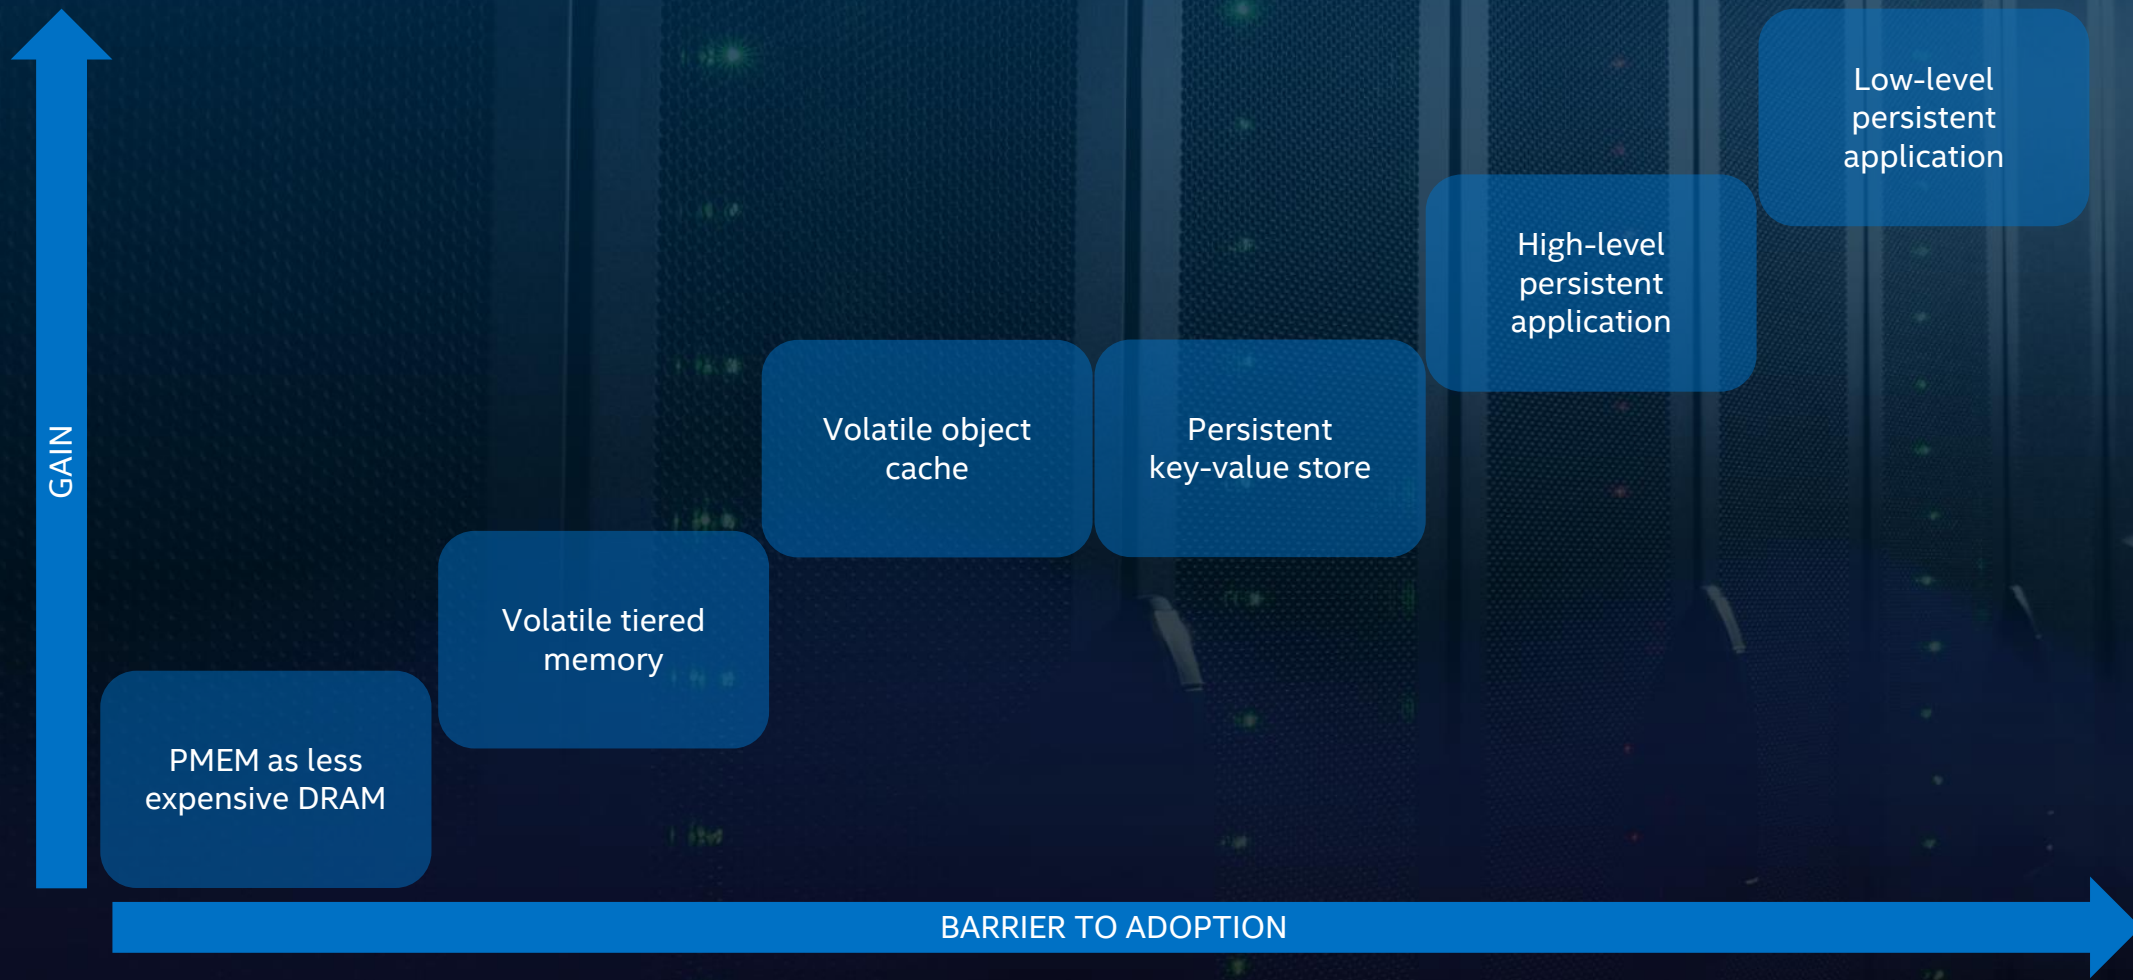 Low-level
persistent
application
High-level
persistent
application
Volatile object
cache
Persistent
key-value store
Volatile tiered
memory
PMEM as less
expensive DRAM
GAIN
BARRIER TO ADOPTION